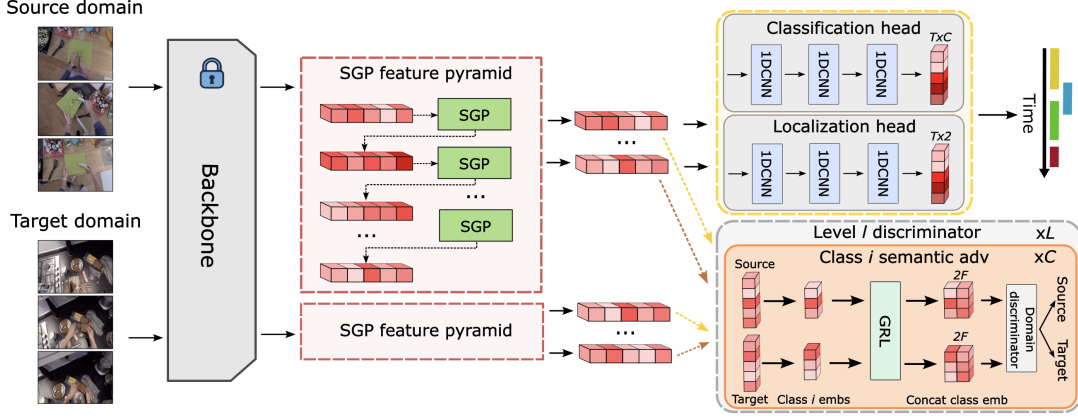 Source domain
Target domain
Backbone
SGP feature pyramid
SGP
SGP
...
SGP
...
...
...
SGP feature pyramid
Classification head
1DCNN
1DCNN
1DCNN
TxC
Localization head
1DCNN
1DCNN
1DCNN
Tx2
Time
Level l discriminator
xL
Class i semantic adv
xC
Source
Target
Class i embs
GRL
2F
2F
Concat class emb
Domain
discriminator
Source
Target